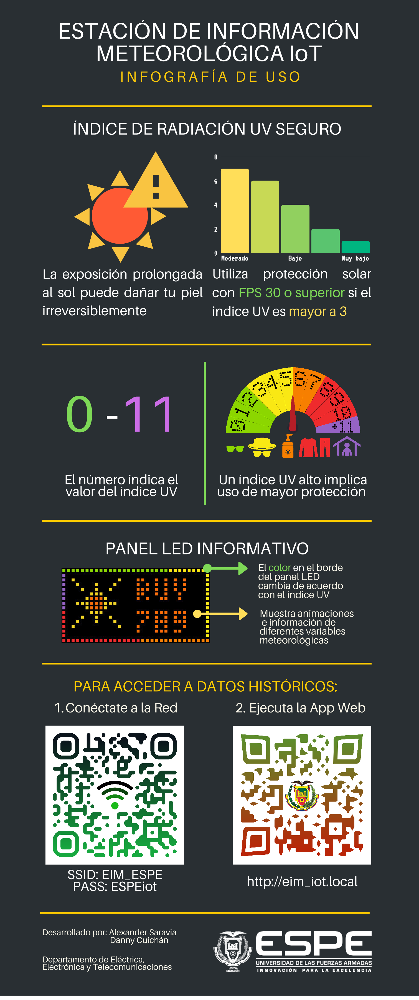 ESTACIÓN DE INFORMACIÓN
METEOROLÓGICA IoT
INFOGRAFÍA DE USO
ÍNDICE DE RADIACIÓN UV SEGURO
8
6
4
2
0
Moderado
Bajo
Muy bajo
La exposición prolongada
al sol puede dañar tu piel
irreversiblemente
Utiliza protección solar
con FPS 30 o superior si el
indice UV es mayor a 3
0 - 11
El número indica el
valor del índice UV
0 1 2 3 4 5 6 7 8 9 10 +11
Un índice UV alto implica
uso de mayor protección
PANEL LED INFORMATIVO
RUV
789
El color en el borde
del panel LED
cambia de acuerdo
con el índice UV
Muestra animaciones
e información de
diferentes variables
meteorológicas
PARA ACCEDER A DATOS HISTÓRICOS:
1. Conéctate a la Red
2. Ejecuta la App Web
SSID: EIM_ESPE
PASS: ESPEiot
http://eim_iot.local
Desarrollado por: Alexander Saravia
Danny Cuichán
Departamento de Eléctrica,
Electrónica y Telecomunicaciones
1922
ECUADOR
ESPE
UNIVERSIDAD DE LAS FUERZAS ARMADAS
INNOVACIÓN PARA LA EXCELENCIA